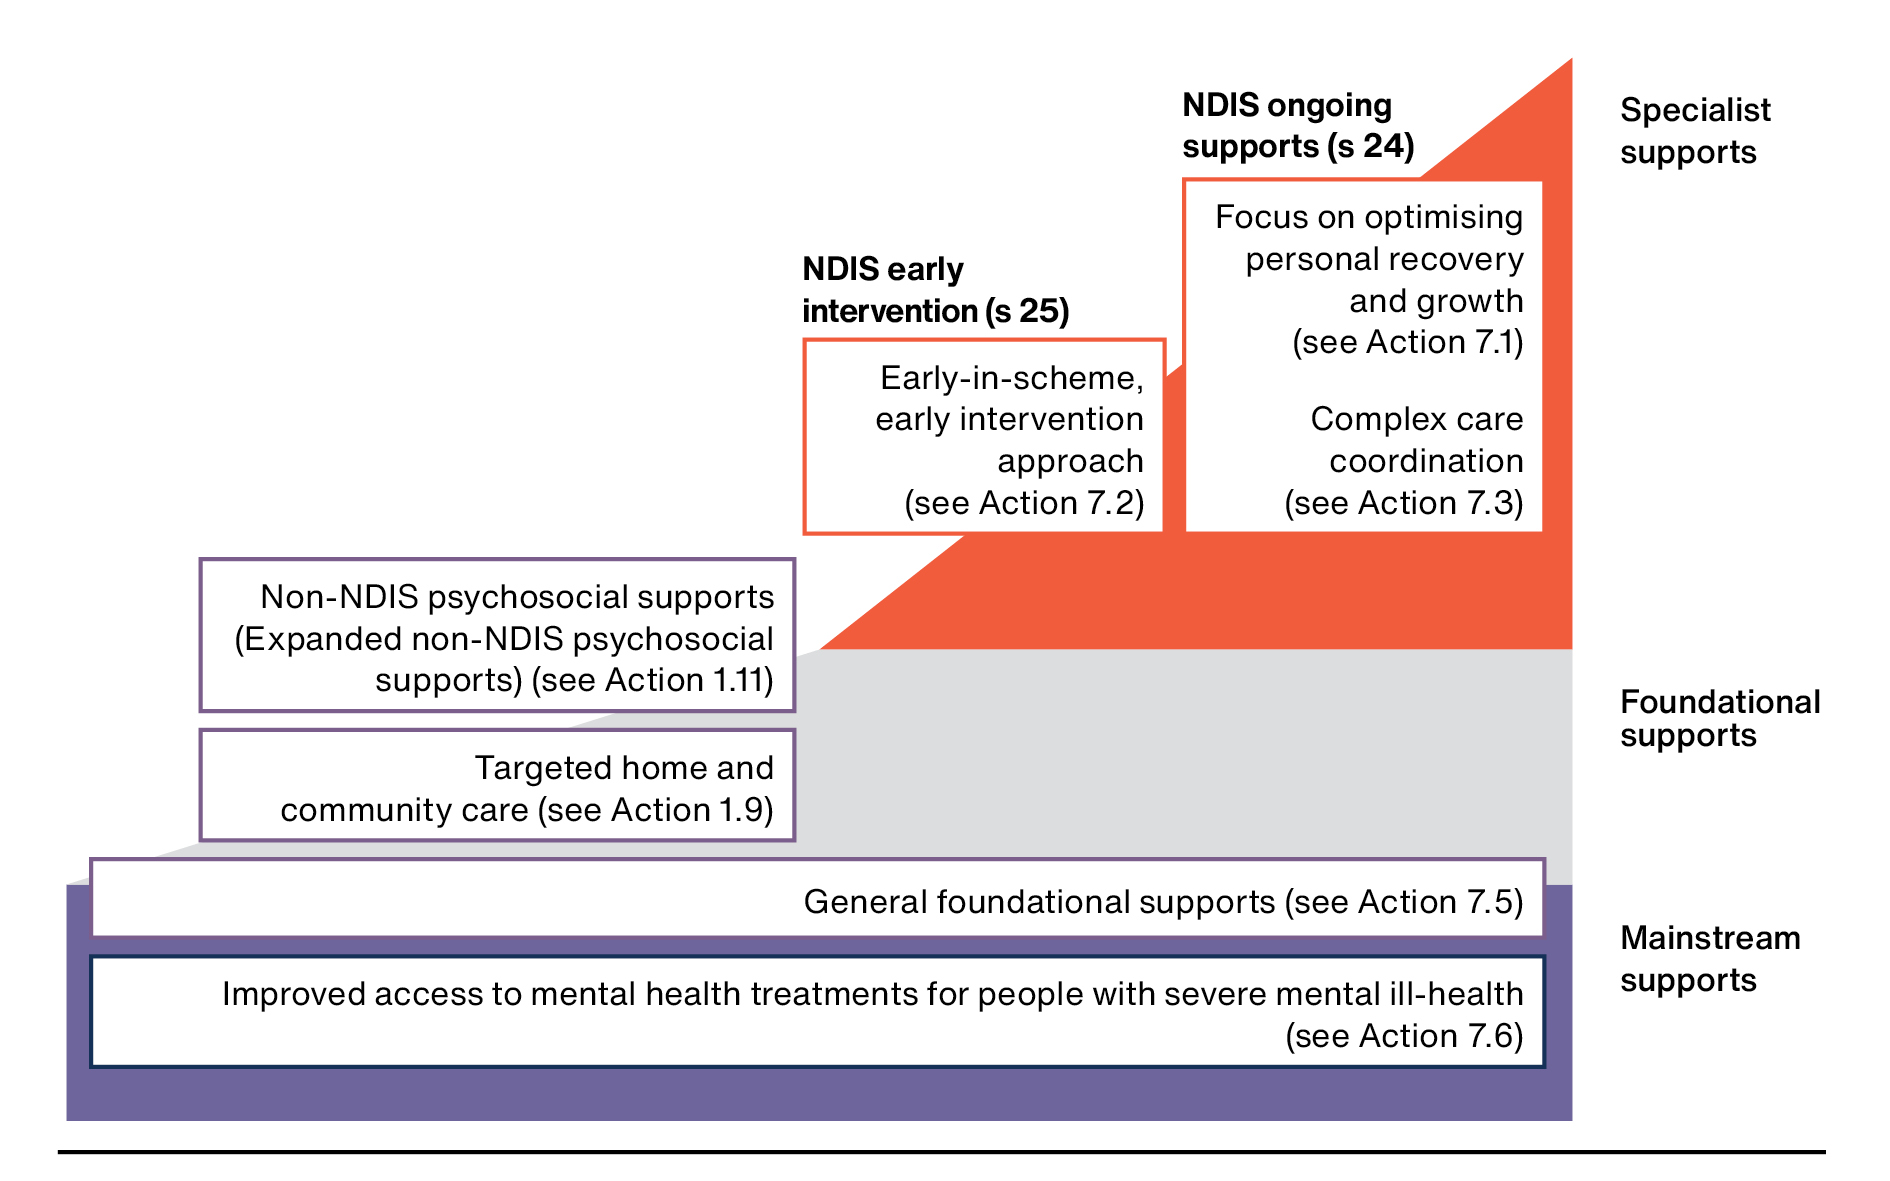 NDIS ongoing
supports (s 24)
Specialist
supports
Focus on optimising
personal recovery
and growth
(see Action 7.1)
Complex care
coordination
(see Action 7.3)
NDIS early
intervention (s 25)
Early-in-scheme,
early intervention
approach
(see Action 7.2)
Non-NDIS psychosocial supports
(Expanded non-NDIS psychosocial
supports) (see Action 1.11)
Foundational
supports
Targeted home and
community care (see Action 1.9)
General foundational supports (see Action 7.5)
Mainstream
supports
Improved access to mental health treatments for people with severe mental ill-health
(see Action 7.6)